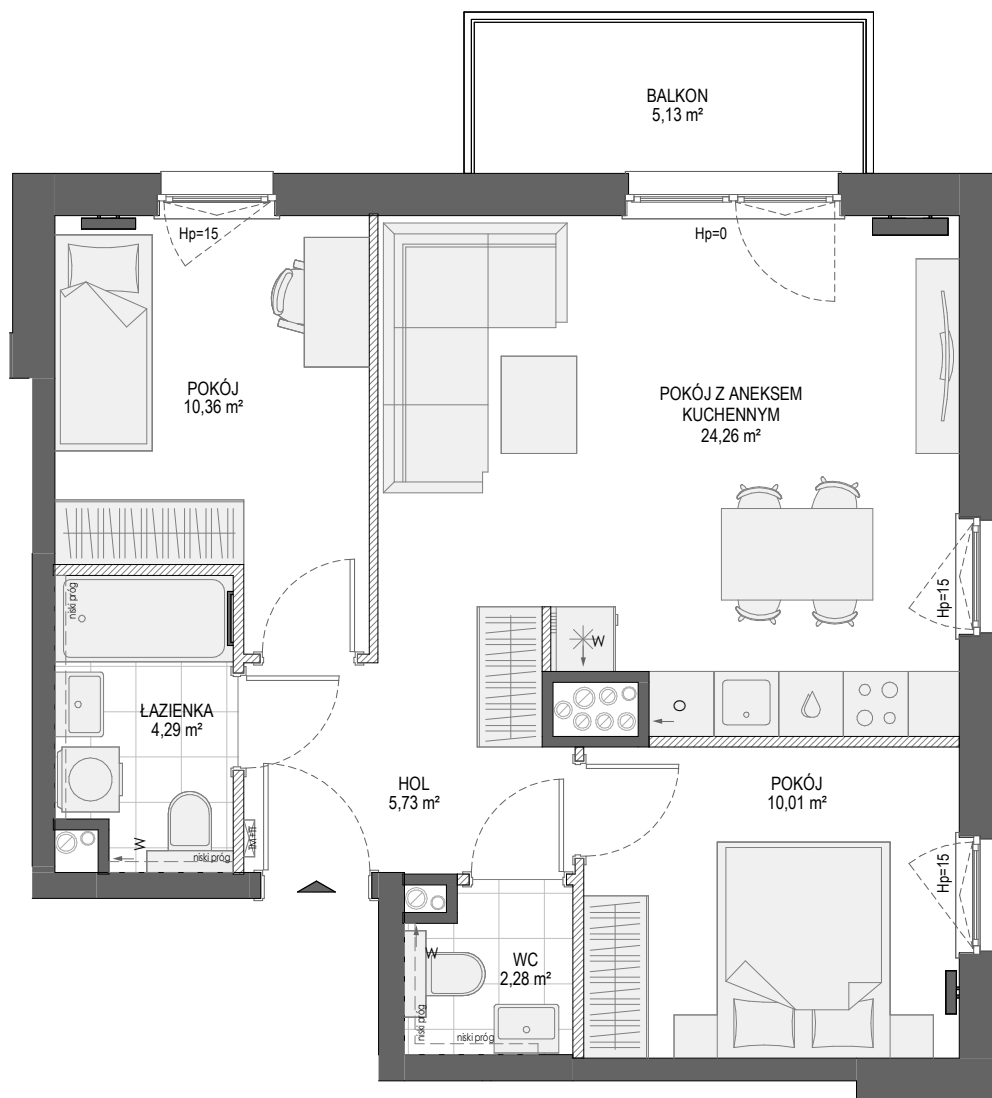 BALKON
5,13 m²
Hp=15
Hp=0
POKÓJ
10,36 m²
POKÓJ Z ANEKSEM
KUCHENNYM
24,26 m²
Hp=15
niski próg
W
ŁAZIENKA
4,29 m²
HOL
5,73 m²
POKÓJ
10,01 m²
W
niski próg
Hp=15
W
WC
2,28 m²
niski próg
niski próg